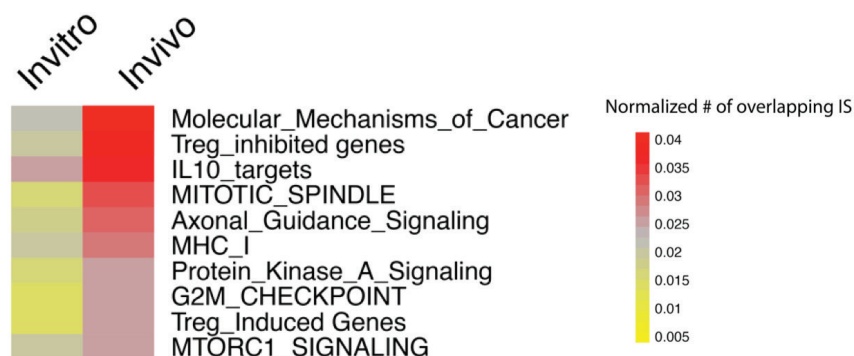 Invitro
Invivo
Molecular_Mechanisms_of_Cancer
Treg_inhibited genes
IL10_targets
MITOTIC_SPINDLE
Axonal_Guidance_Signaling
MHC_I
Protein_Kinase_A_Signaling
G2M_CHECKPOINT
Treg_Induced Genes
MTORC1_SIGNALING
Normalized # of overlapping IS
0.04
0.035
0.03
0.025
0.02
0.015
0.01
0.005